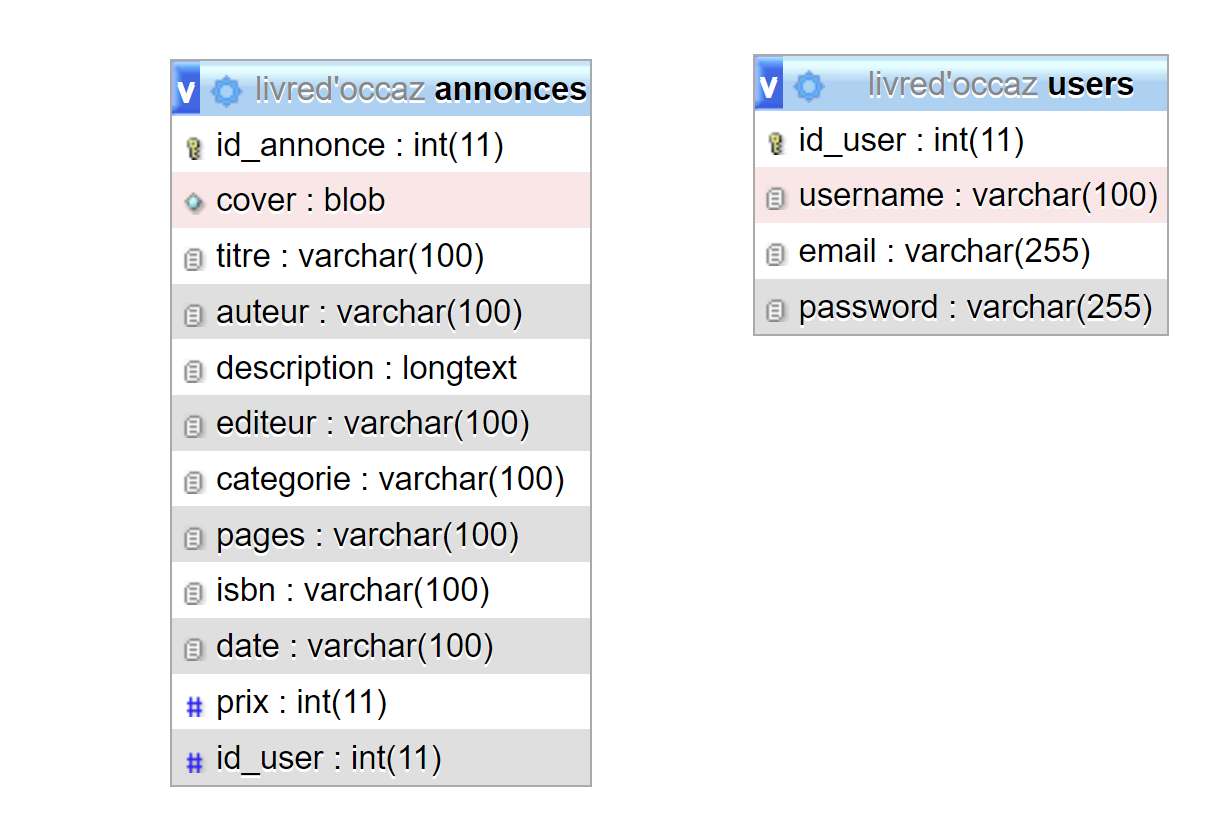 v livred'occaz annonces
id_annonce : int(11)
cover : blob
titre : varchar(100)
auteur : varchar(100)
description : longtext
editeur : varchar(100)
categorie : varchar(100)
pages : varchar(100)
isbn : varchar(100)
date : varchar(100)
# prix : int(11)
# id_user : int(11)
v livred'occaz users
id_user : int(11)
username : varchar(100)
email : varchar(255)
password : varchar(255)